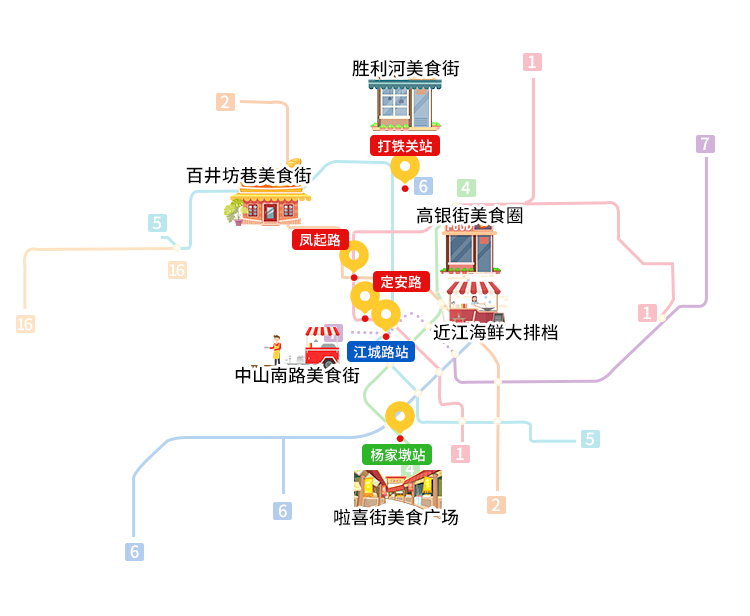 1
胜利河美食街
2
7
打铁关站
百井坊巷美食街
6
4
5
高银街美食圈
FOOD
凤起路
16
定安路
16
1
近江海鲜大排档
江城路站
中山南路美食街
5
杨家墩站
1
4
2
6
啦喜街美食广场
6